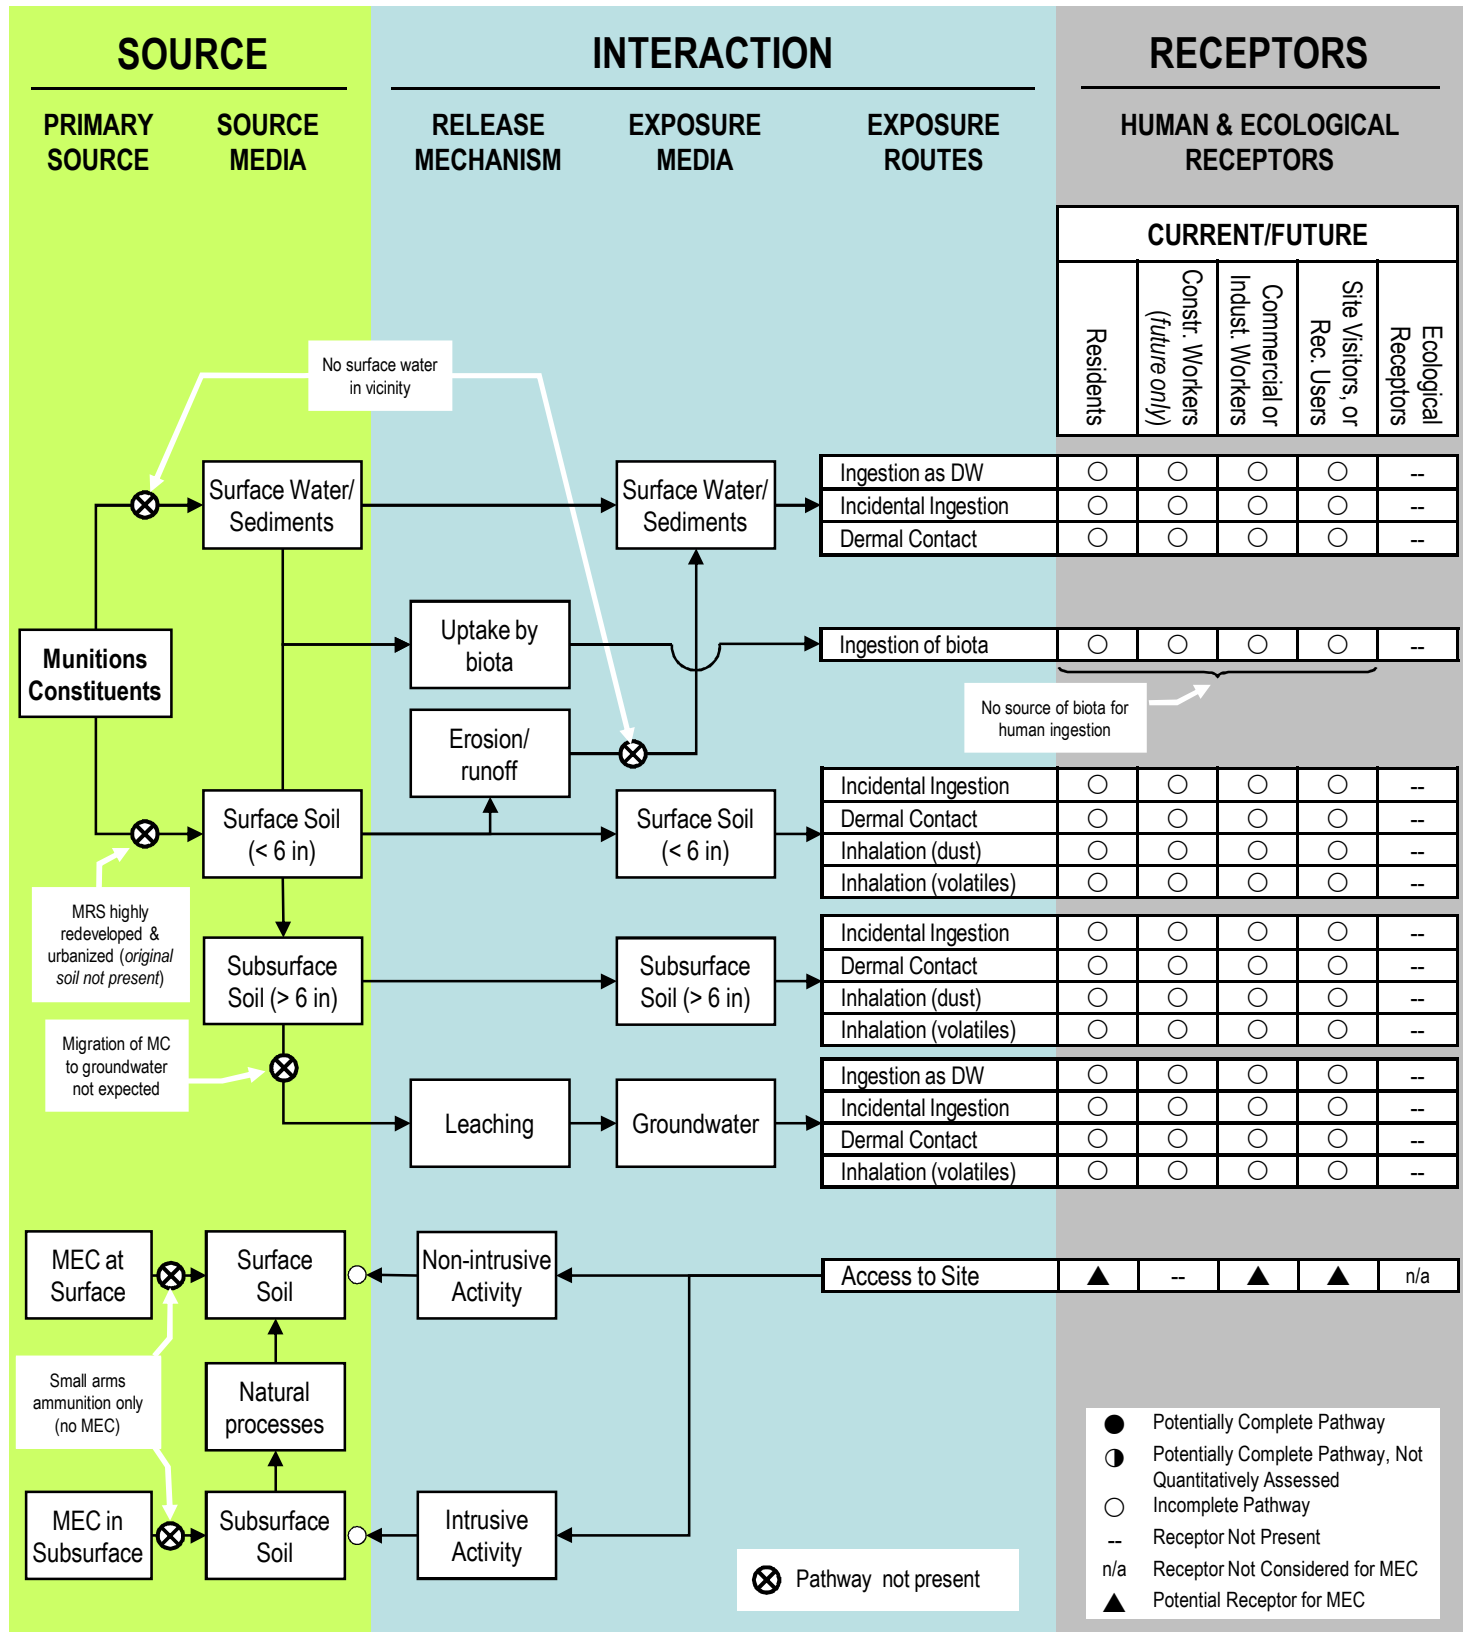 SOURCE
INTERACTION
RECEPTORS
PRIMARY
SOURCE
SOURCE
MEDIA
RELEASE
MECHANISM
EXPOSURE
MEDIA
EXPOSURE
ROUTES
HUMAN & ECOLOGICAL
RECEPTORS
CURRENT/FUTURE
Residents
Constr. Workers
(future only)
Commercial or
Indust. Workers
Site Visitors, or
Rec. Users
Ecological
Receptors
No surface water
in vicinity
Surface Water/
Sediments
Surface Water/
Sediments
Ingestion as DW --
Incidental Ingestion --
Dermal Contact --
Munitions
Constituents
Uptake by
biota
Ingestion of biota --
No source of biota for
human ingestion
Erosion/
runoff
Surface Soil
(< 6 in)
Surface Soil
(< 6 in)
Incidental Ingestion --
Dermal Contact --
Inhalation (dust) --
Inhalation (volatiles) --
MRS highly
redeveloped &
urbanized (original
soil not present)
Subsurface
Soil (> 6 in)
Subsurface
Soil (> 6 in)
Incidental Ingestion --
Dermal Contact --
Inhalation (dust) --
Inhalation (volatiles) --
Migration of MC
to groundwater
not expected
Leaching
Groundwater
Ingestion as DW --
Incidental Ingestion --
Dermal Contact --
Inhalation (volatiles) --
MEC at
Surface
Surface
Soil
Non-intrusive
Activity
Access to Site ▲ -- ▲ ▲ n/a
Small arms
ammunition only
(no MEC)
Natural
processes
MEC in
Subsurface
Subsurface
Soil
Intrusive
Activity
Pathway not present
Potentially Complete Pathway
Potentially Complete Pathway, Not
Quantitatively Assessed
Incomplete Pathway
-- Receptor Not Present
n/a Receptor Not Considered for MEC
▲ Potential Receptor for MEC